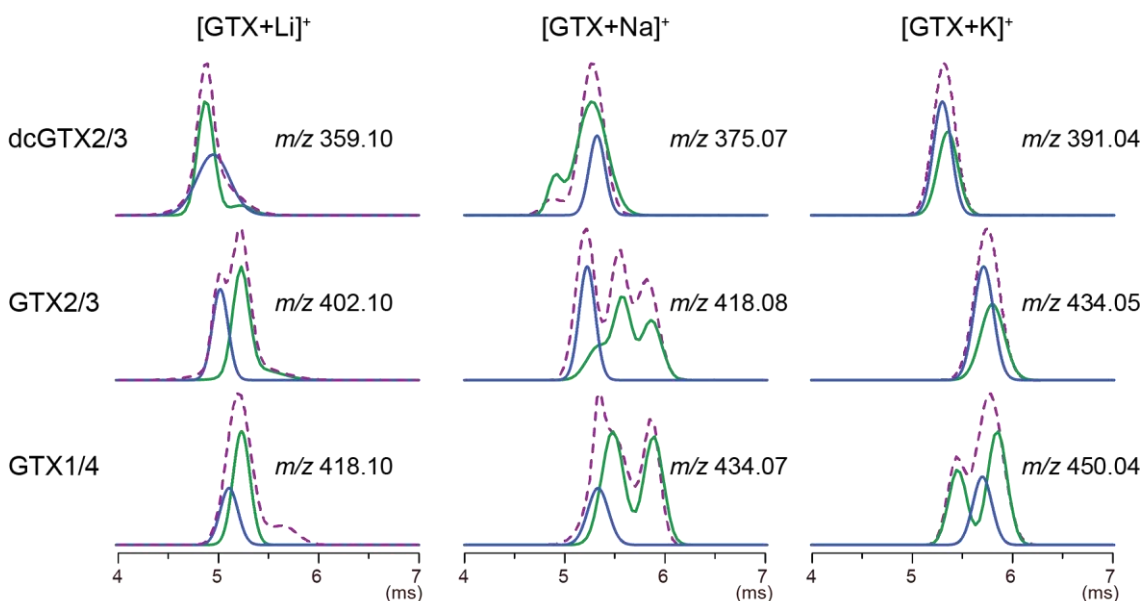 [GTX+Li]⁺ [GTX+Na]⁺ [GTX+K]⁺
dcGTX2/3 m/z 359.10 m/z 375.07 m/z 391.04
GTX2/3 m/z 402.10 m/z 418.08 m/z 434.05
GTX1/4 m/z 418.10 m/z 434.07 m/z 450.04
4 5 6 7 4 5 6 7 4 5 6 7
(ms) (ms) (ms)